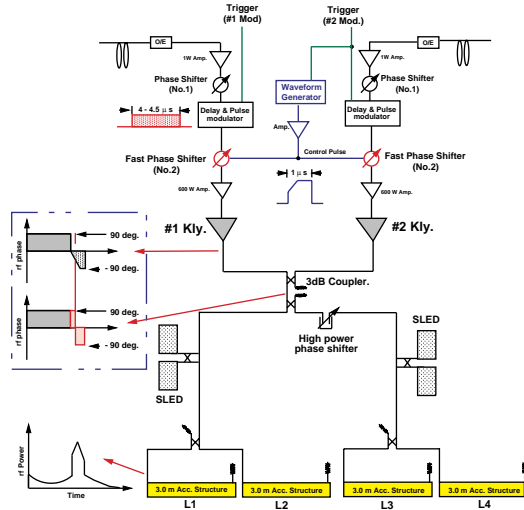 Trigger
(#1 Mod)
Trigger
(#2 Mod.)
O/E
O/E
1W Amp.
1W Amp.
Phase Shifter
(No.1)
Phase Shifter
(No.1)
4 - 4.5 µ s
Waveform
Generator
Delay & Pulse
modulator
Delay & Pulse
modulator
Amp.
Control Pulse
Fast Phase Shifter
(No.2)
Fast Phase Shifter
(No.2)
1 µ s
600 W Amp.
600 W Amp.
#1 Kly.
#2 Kly.
rf phase
90 deg.
- 90 deg.
3dB Coupler.
rf phase
90 deg.
- 90 deg.
High power
phase shifter
SLED
SLED
rf Power
Time
3.0 m Acc. Structure
3.0 m Acc. Structure
3.0 m Acc. Structure
3.0 m Acc. Structure
L1
L2
L3
L4